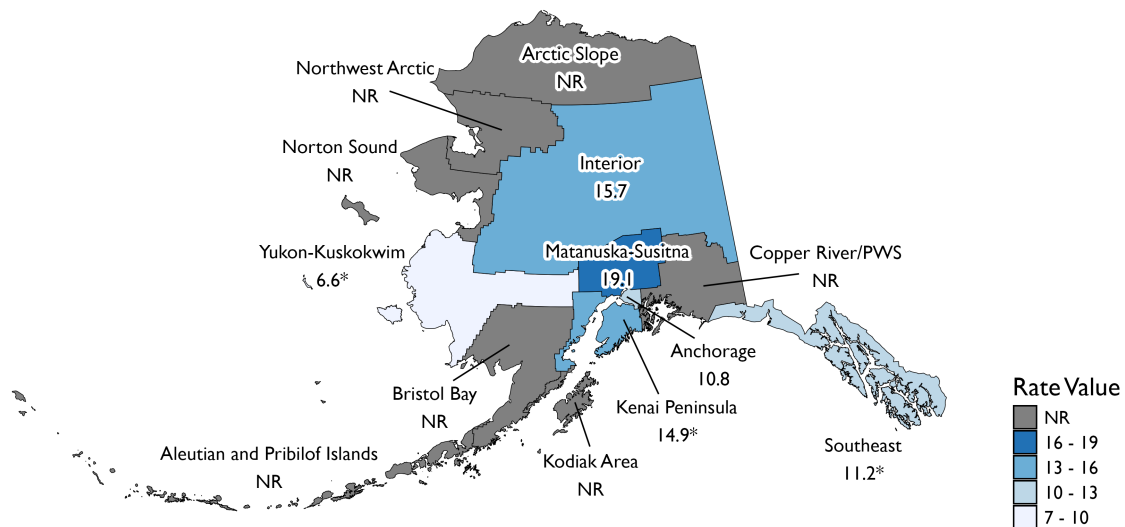 Arctic Slope
NR
Northwest Arctic
NR
Norton Sound
NR
Interior
15.7
Yukon-Kuskokwim
6.6*
Matanuska-Susitna
19.1
Copper River/PWS
NR
Anchorage
10.8
Bristol Bay
NR
Kenai Peninsula
14.9*
Southeast
11.2*
Aleutian and Pribilof Islands
NR
Kodiak Area
NR
Rate Value
NR
16 - 19
13 - 16
10 - 13
7 - 10